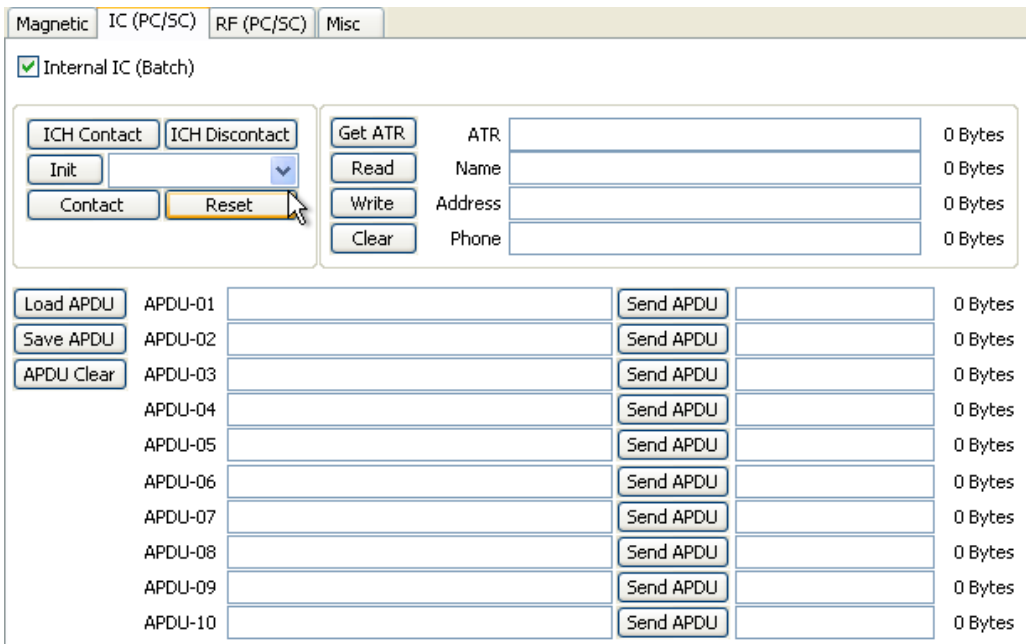 Magnetic IC (PC/SC) RF (PC/SC) Misc
Internal IC (Batch)
ICH Contact ICH Discontact
Init
Contact Reset
Get ATR ATR 0 Bytes
Read Name 0 Bytes
Write Address 0 Bytes
Clear Phone 0 Bytes
Load APDU APDU-01 Send APDU 0 Bytes
Save APDU APDU-02 Send APDU 0 Bytes
APDU Clear APDU-03 Send APDU 0 Bytes
APDU-04 Send APDU 0 Bytes
APDU-05 Send APDU 0 Bytes
APDU-06 Send APDU 0 Bytes
APDU-07 Send APDU 0 Bytes
APDU-08 Send APDU 0 Bytes
APDU-09 Send APDU 0 Bytes
APDU-10 Send APDU 0 Bytes